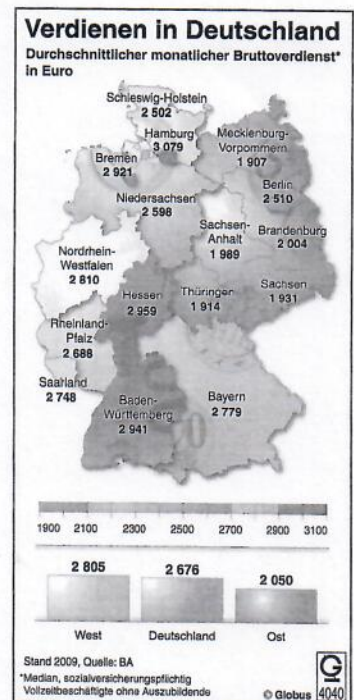 Verdienen in Deutschland
Durchschnittlicher monatlicher Bruttoverdienst*
in Euro
Schleswig-Holstein
2 502
Hamburg
3 079
Mecklenburg-
Vorpommern
1 907
Bremen
2 921
Berlin
2 510
Niedersachsen
2 598
Sachsen-
Anhalt
1 989
Brandenburg
2 004
Nordrhein-
Westfalen
2 810
Hessen
2 959
Thüringen
1 914
Sachsen
1 931
Rheinland-
Pfalz
2 688
Saarland
2 748
Baden-
Württemberg
2 941
Bayern
2 779
1900 2100 2300 2500 2700 2900 3100
2 805 2 676 2 050
West Deutschland Ost
Stand 2009, Quelle: BA
*Median, sozialversicherungspflichtig
Vollzeitbeschäftigte ohne Auszubildende
© Globus 4040